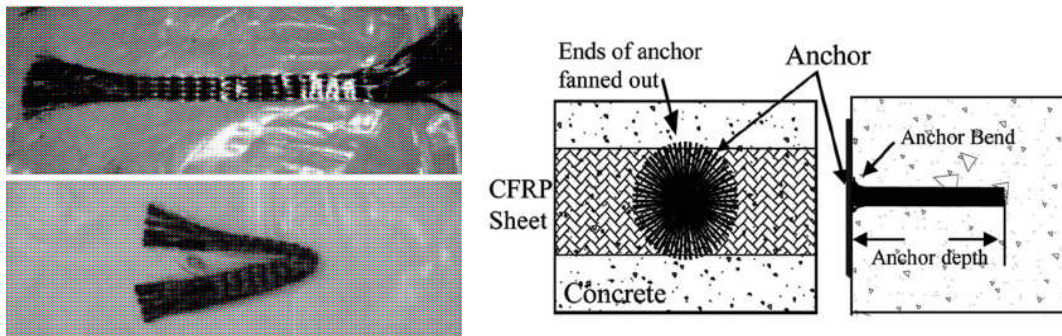 Ends of anchor
fanned out
Anchor
Anchor Bend
CFRP
Sheet
Anchor depth
Concrete